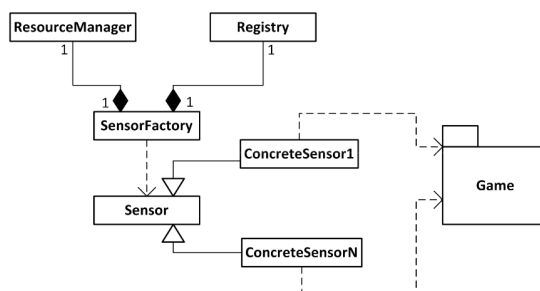 ResourceManager
Registry
1
1
1
1
SensorFactory
ConcreteSensor1
Game
Sensor
ConcreteSensorN